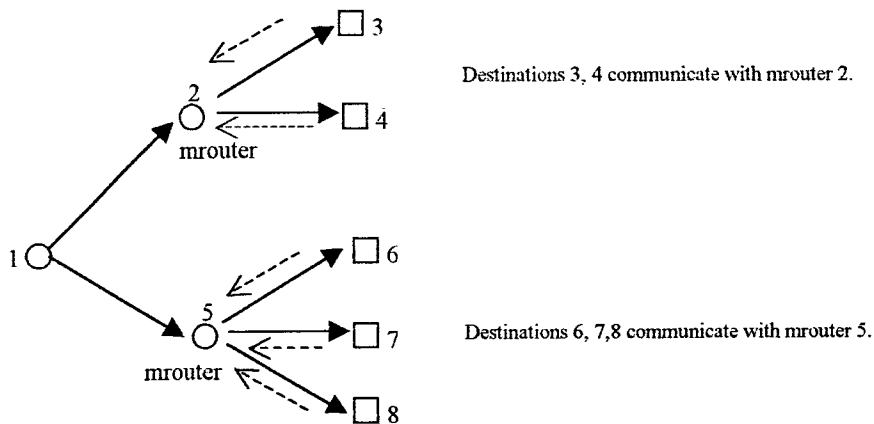 3
Destinations 3, 4 communicate with mrouter 2.
2
4
mrouter
1
6
5
7
Destinations 6, 7,8 communicate with mrouter 5.
mrouter
8